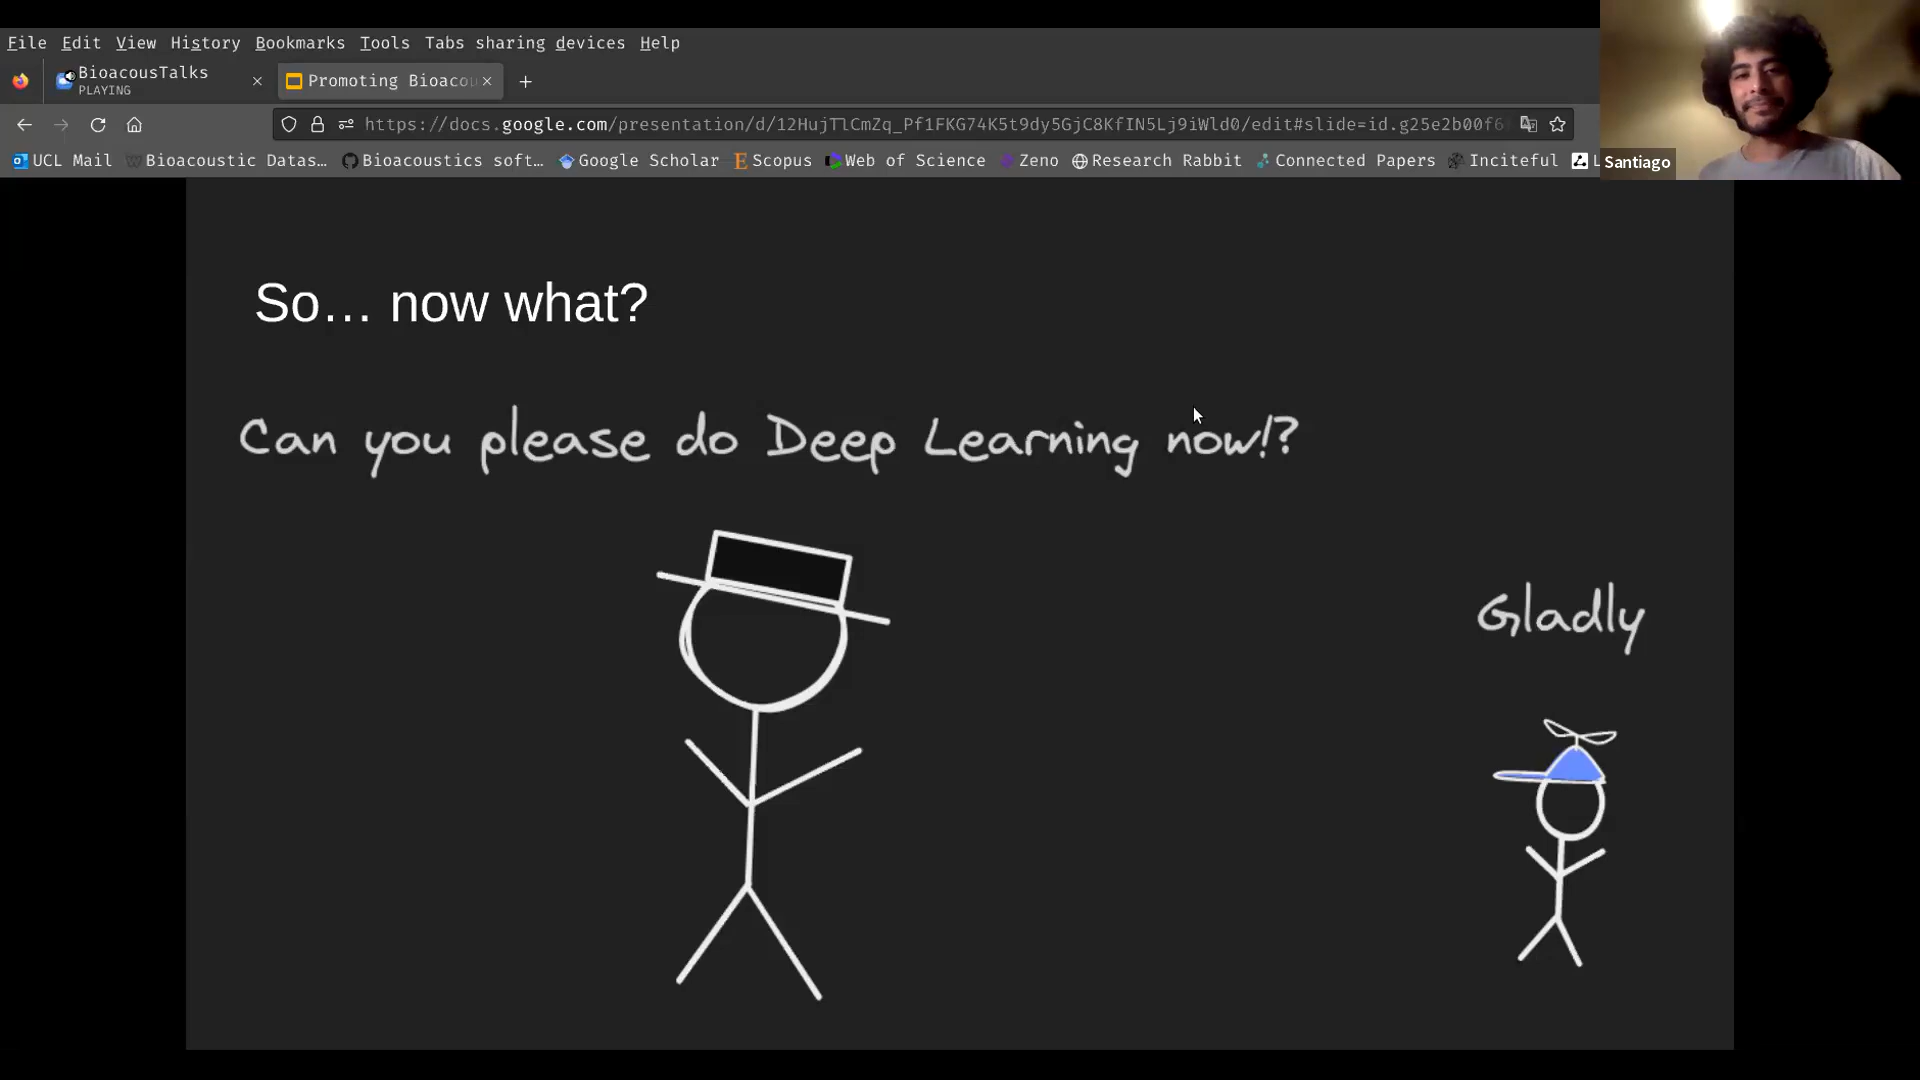 File Edit View History Bookmarks Tools Tabs sharing devices Help
BioacousTalks
PLAYING
Promoting Bioacou
https://docs.google.com/presentation/d/12HujTlCmZq_Pf1FKG74K5t9dy5GjC8KfIN5Lj9iWld0/edit#slide=id.g25e2b00f6
UCL Mail Bioacoustic Datas… Bioacoustics soft… Google Scholar Scopus Web of Science Zeno Research Rabbit Connected Papers Inciteful L
Santiago
So… now what?
Can you please do Deep Learning now!?
Gladly